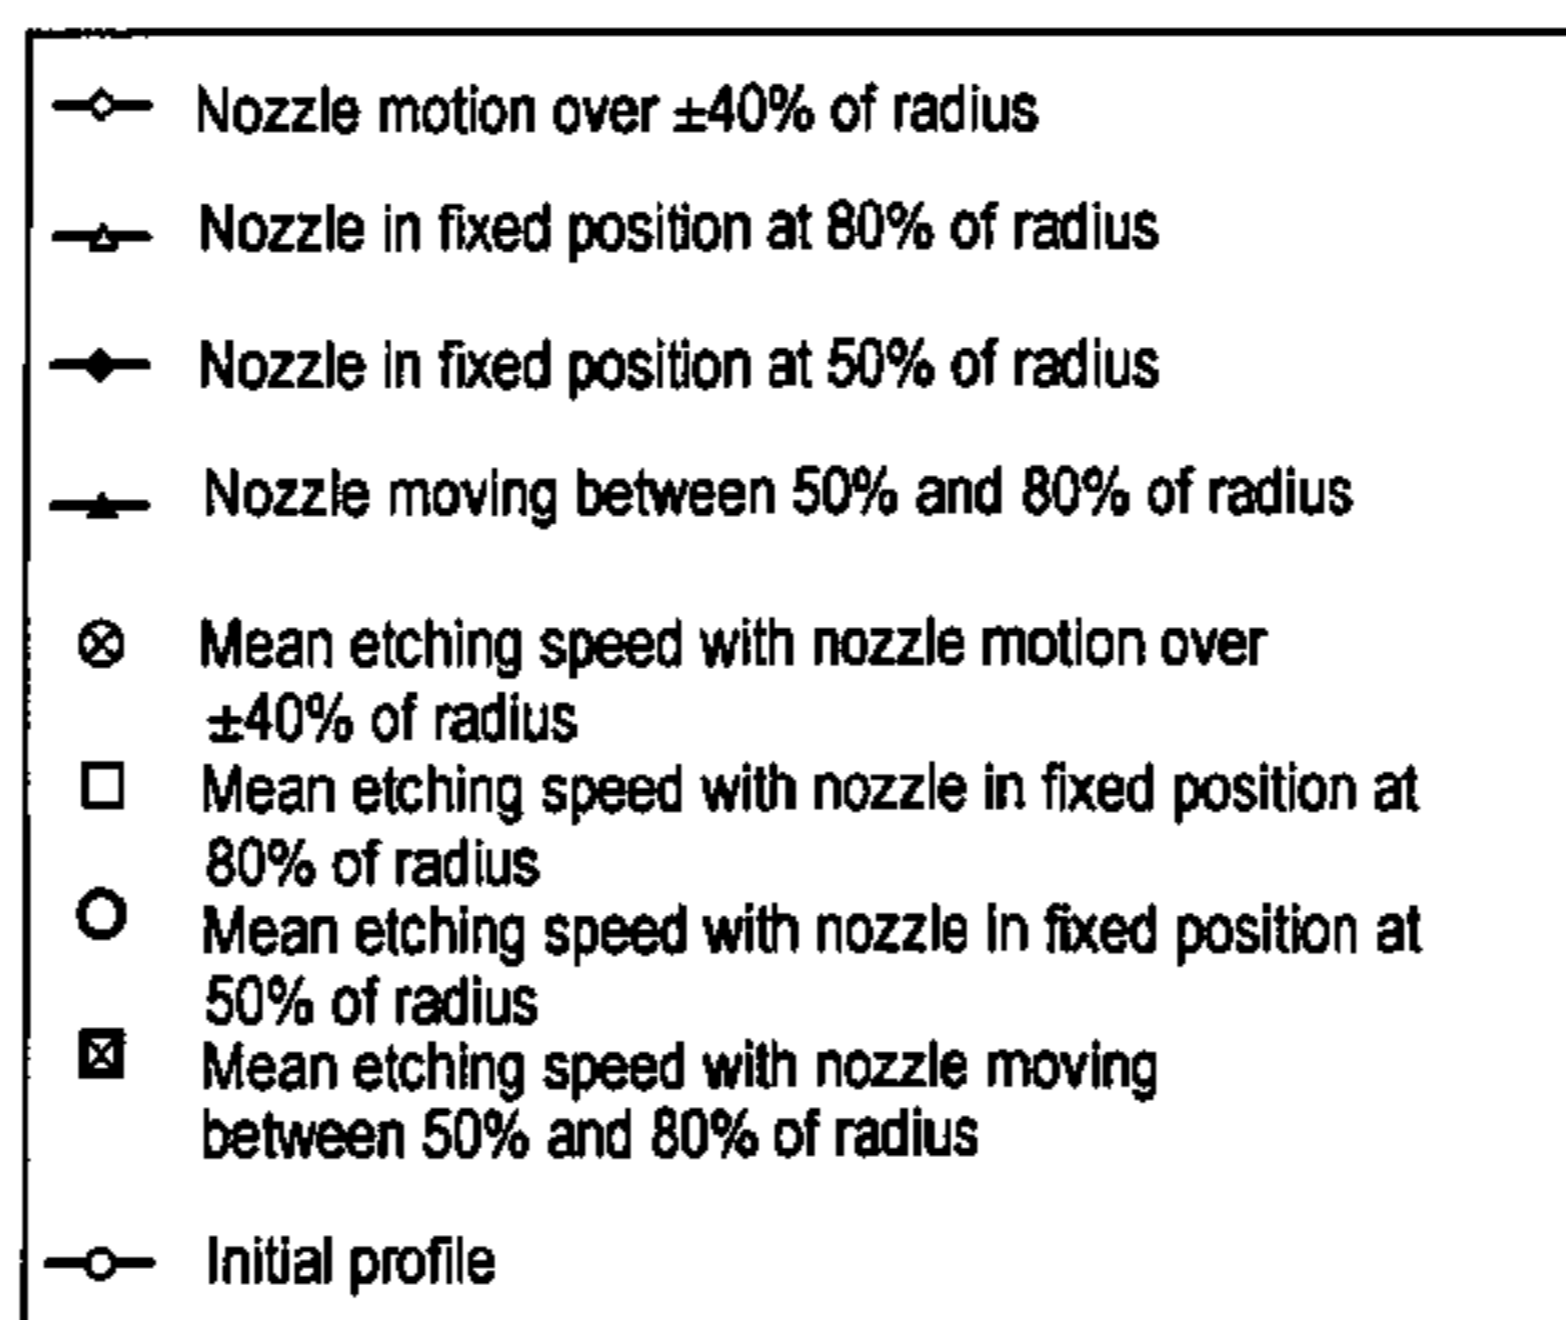 Nozzle motion over ±40% of radius
Nozzle in fixed position at 80% of radius
Nozzle in fixed position at 50% of radius
Nozzle moving between 50% and 80% of radius
Mean etching speed with nozzle motion over
±40% of radius
Mean etching speed with nozzle in fixed position at
80% of radius
Mean etching speed with nozzle in fixed position at
50% of radius
Mean etching speed with nozzle moving
between 50% and 80% of radius
Initial profile